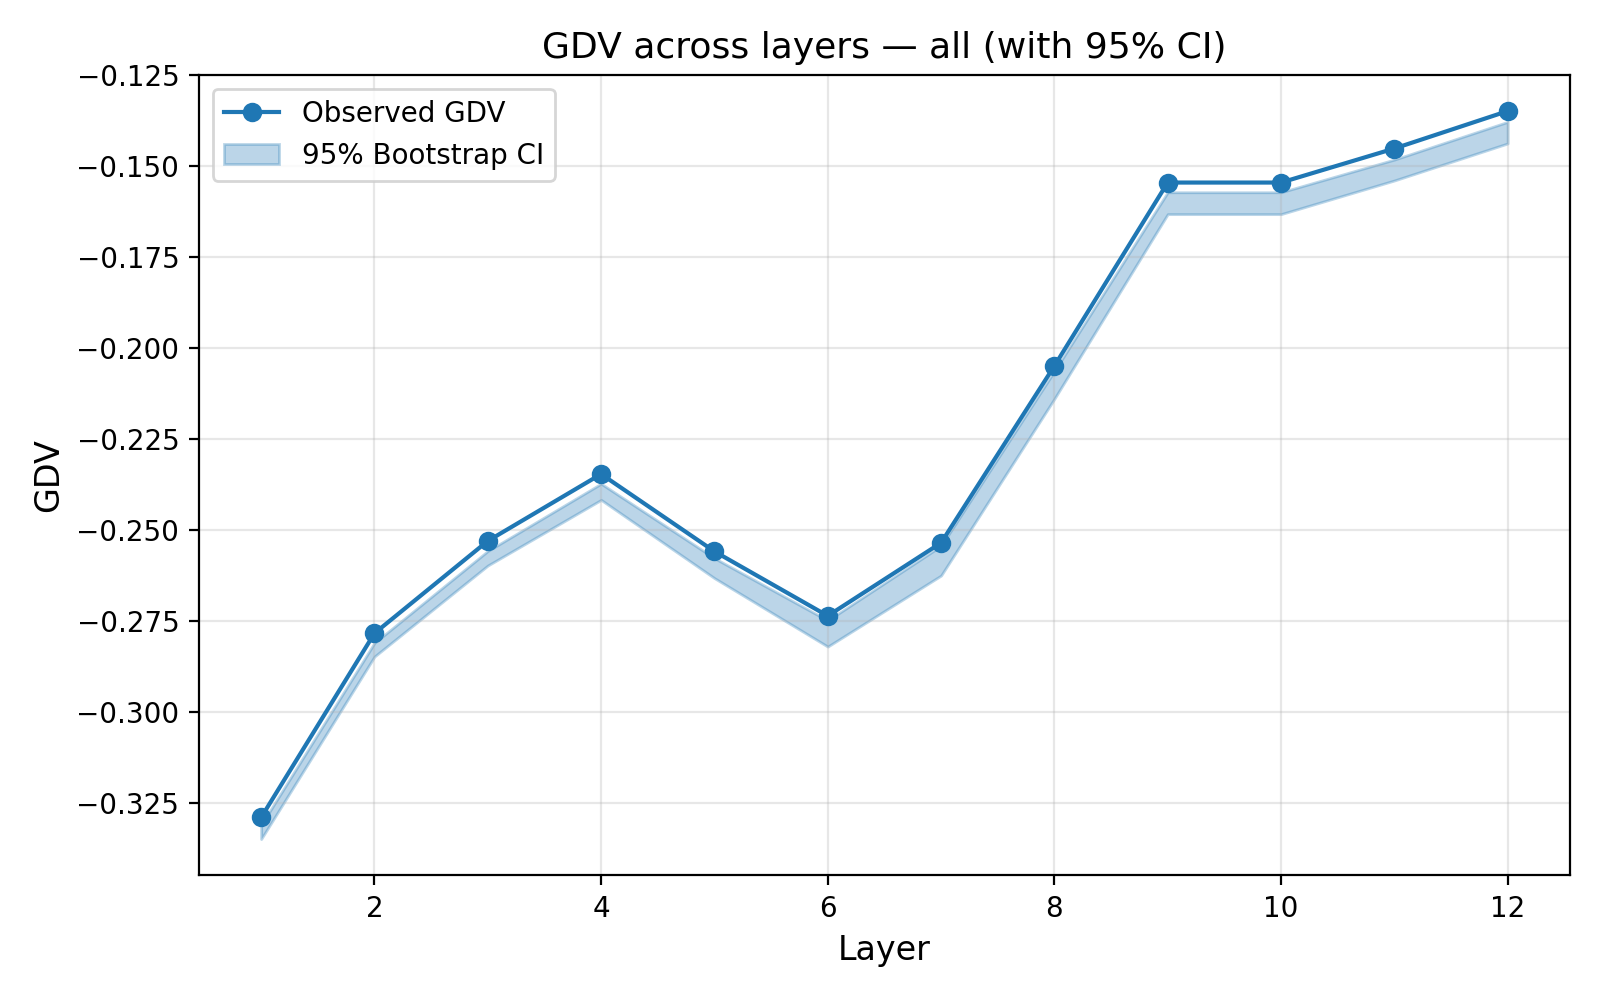 GDV across layers — all (with 95% CI)
Observed GDV
95% Bootstrap CI
−0.125
−0.150
−0.175
−0.200
−0.225
−0.250
−0.275
−0.300
−0.325
GDV
2 4 6 8 10 12
Layer